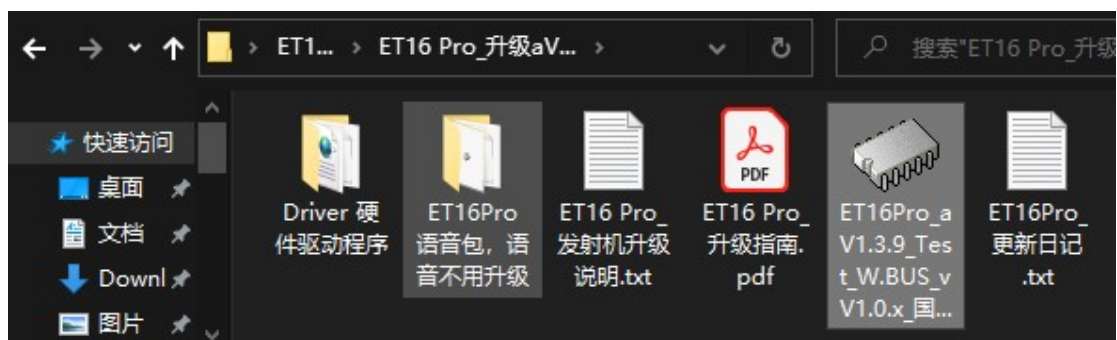 ET1... > ET16 Pro_升级aV... >
搜索"ET16 Pro_升级
快速访问
桌面
文档
Downl
图片
Driver 硬
件驱动程序
ET16Pro
语音包，语
音不用升级
ET16 Pro_
发射机升级
说明.txt
PDF
ET16 Pro_
升级指南.
pdf
ET16Pro_a
V1.3.9_Tes
t_W.BUS_v
V1.0.x_国...
ET16Pro_
更新日记
.txt